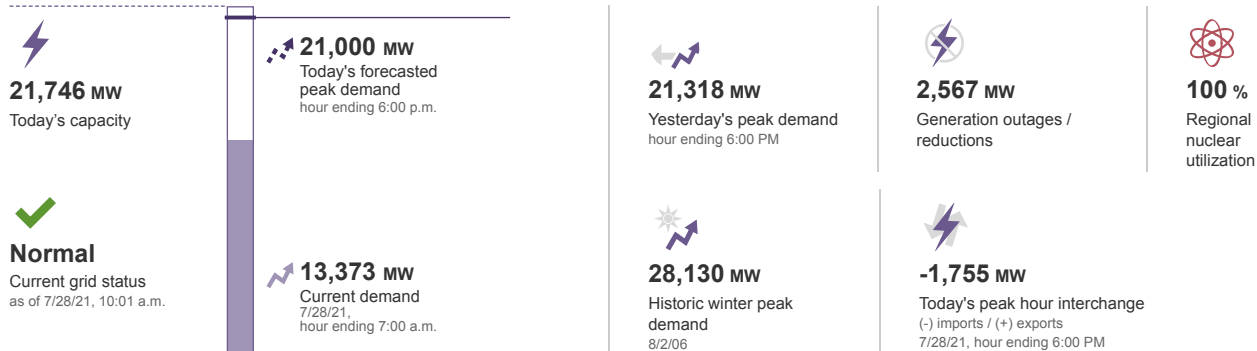 21,746 MW
Today's capacity
Normal
Current grid status
as of 7/28/21, 10:01 a.m.
21,000 MW
Today's forecasted
peak demand
hour ending 6:00 p.m.
13,373 MW
Current demand
7/28/21,
hour ending 7:00 a.m.
21,318 MW
Yesterday's peak demand
hour ending 6:00 PM
2,567 MW
Generation outages /
reductions
100 %
Regional
nuclear
utilization
28,130 MW
Historic winter peak
demand
8/2/06
-1,755 MW
Today's peak hour interchange
(-) imports / (+) exports
7/28/21, hour ending 6:00 PM